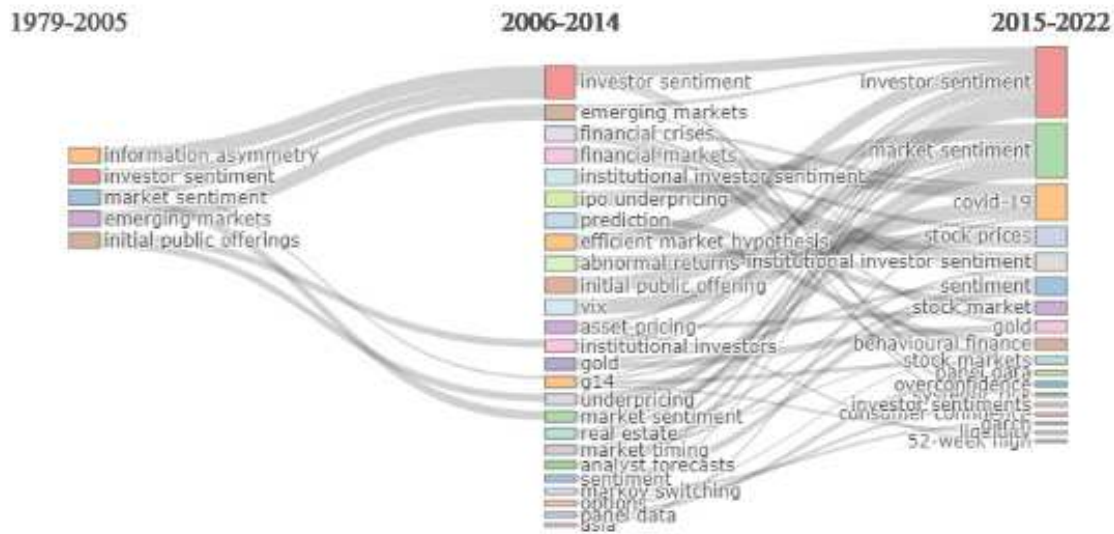 1979-2005
2006-2014
2015-2022
information asymmetry
investor sentiment
market sentiment
emerging markets
initial public offerings
investor sentiment
emerging markets
financial crises
financial markets
institutional investor sentiment
ipo underpricing
prediction
efficient market hypothesis
abnormal returns
initial public offering
vix
asset pricing
institutional investors
gold
g14
underpricing
market sentiment
real estate
market timing
analyst forecasts
sentiment
markov switching
options
panel data
asia
investor sentiment
market sentiment
covid-19
stock prices
institutional investor sentiment
sentiment
stock market
gold
behavioural finance
stock markets
panel data
overconfidence
investor sentiments
consumer confidence
garch
liquidity
52-week high